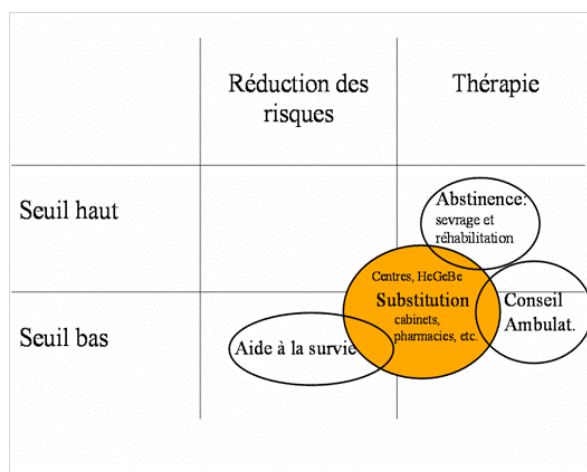 Réduction des
risques
Thérapie
Seuil haut
Abstinence:
sevrage et
réhabilitation
Centres, HeGeBe
Substitution
cabinets,
pharmacies, etc.
Conseil
Ambulat.
Seuil bas
Aide à la survie